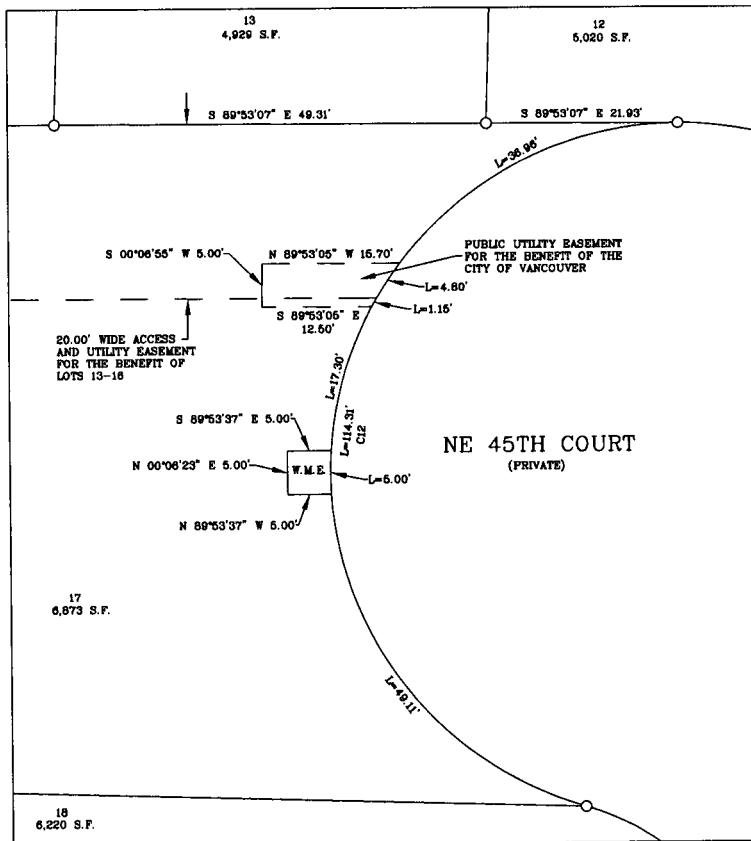 13
4,929 S.F.
12
5,020 S.F.
S 89°53'07" E 49.31'
S 89°53'07" E 21.93'
L=36.96'
S 00°06'55" W 5.00'
N 89°53'05" W 15.70'
PUBLIC UTILITY EASEMENT
FOR THE BENEFIT OF THE
CITY OF VANCOUVER
L=4.80'
L=1.15'
S 89°53'05" E
12.50'
20.00' WIDE ACCESS
AND UTILITY EASEMENT
FOR THE BENEFIT OF
LOTS 13-16
L=17.30'
L=114.31'
C12
S 89°53'37" E 5.00'
NE 45TH COURT
(PRIVATE)
N 00°06'23" E 5.00'
W.M.E.
L=5.00'
N 89°53'37" W 5.00'
17
6,873 S.F.
L=49.11'
18
6,220 S.F.